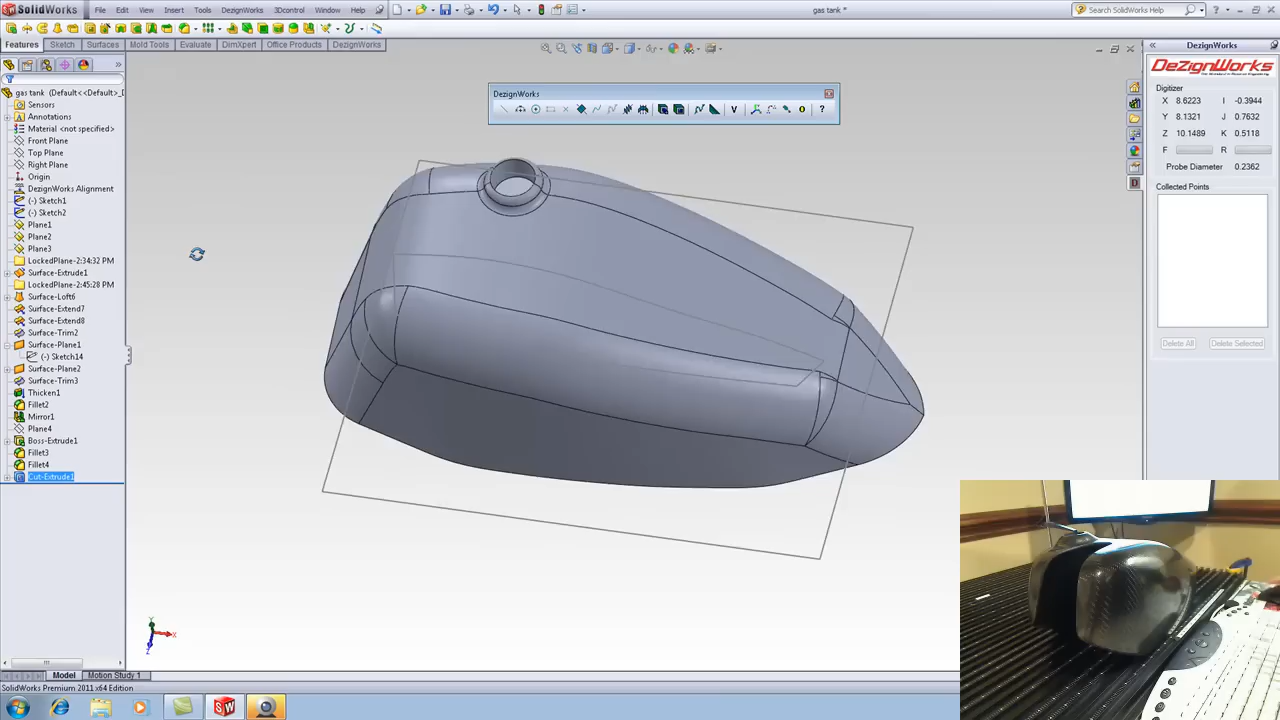 SolidWorks File Edit View Insert Tools DezignWorks 3Dcontrol Window Help gas tank * Search SolidWorks Help
Features Sketch Surfaces Mold Tools Evaluate DimXpert Office Products DezignWorks
gas tank (Default<<Default>_D
Sensors
Annotations
Material <not specified>
Front Plane
Top Plane
Right Plane
Origin
DezignWorks Alignment
(-) Sketch1
(-) Sketch2
Plane1
Plane2
Plane3
LockedPlane-2:34:32 PM
Surface-Extrude1
LockedPlane-2:45:28 PM
Surface-Loft6
Surface-Extend7
Surface-Extend8
Surface-Trim2
Surface-Plane1
(-) Sketch14
Surface-Plane2
Surface-Trim3
Thicken1
Fillet2
Mirror1
Plane4
Boss-Extrude1
Fillet3
Fillet4
Cut-Extrude1
DezignWorks
V ?
Y
X
Z
DezignWorks
DezignWorks
Digitizer
X 8.6223 I -0.3944
Y 8.1321 J 0.7632
Z 10.1489 K 0.5118
F R
Probe Diameter 0.2362
Collected Points
Delete All Delete Selected
Model Motion Study 1
SolidWorks Premium 2011 x64 Edition